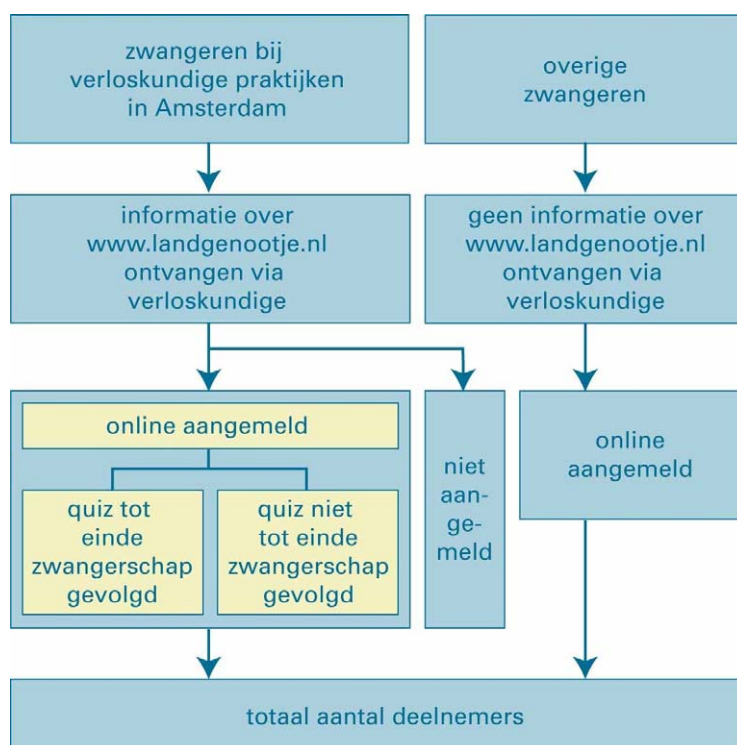 zwangeren bij
verloskundige praktijken
in Amsterdam
overige
zwangeren
informatie over
www.landgenootje.nl
ontvangen via
verloskundige
geen informatie over
www.landgenootje.nl
ontvangen via
verloskundige
online aangemeld
quiz tot
einde
zwangerschap
gevolgd
quiz niet
tot einde
zwangerschap
gevolgd
niet
aan-
ge-
meld
online
aangemeld
totaal aantal deelnemers